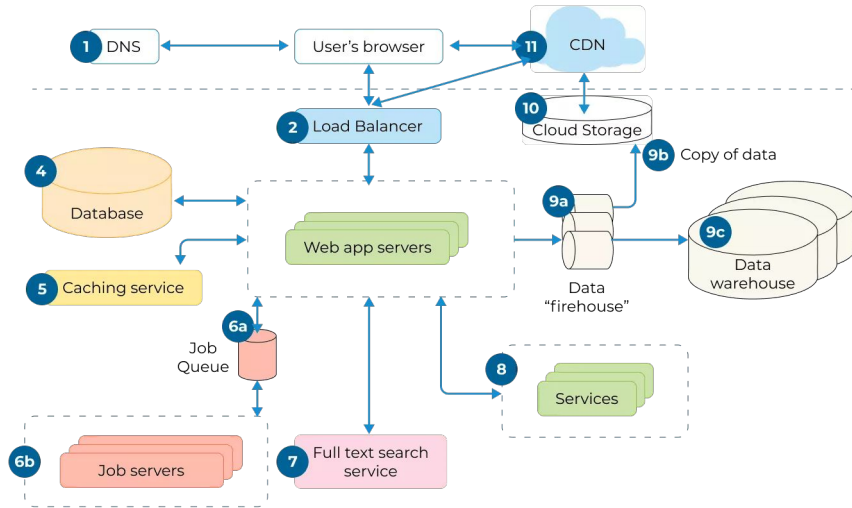 1 DNS
User's browser
11 CDN
2 Load Balancer
10
Cloud Storage
9b Copy of data
4
Database
9a
Web app servers
9c
Data
warehouse
Data
“firehouse”
5 Caching service
6a
Job
Queue
8
Services
6b Job servers
7 Full text search
service